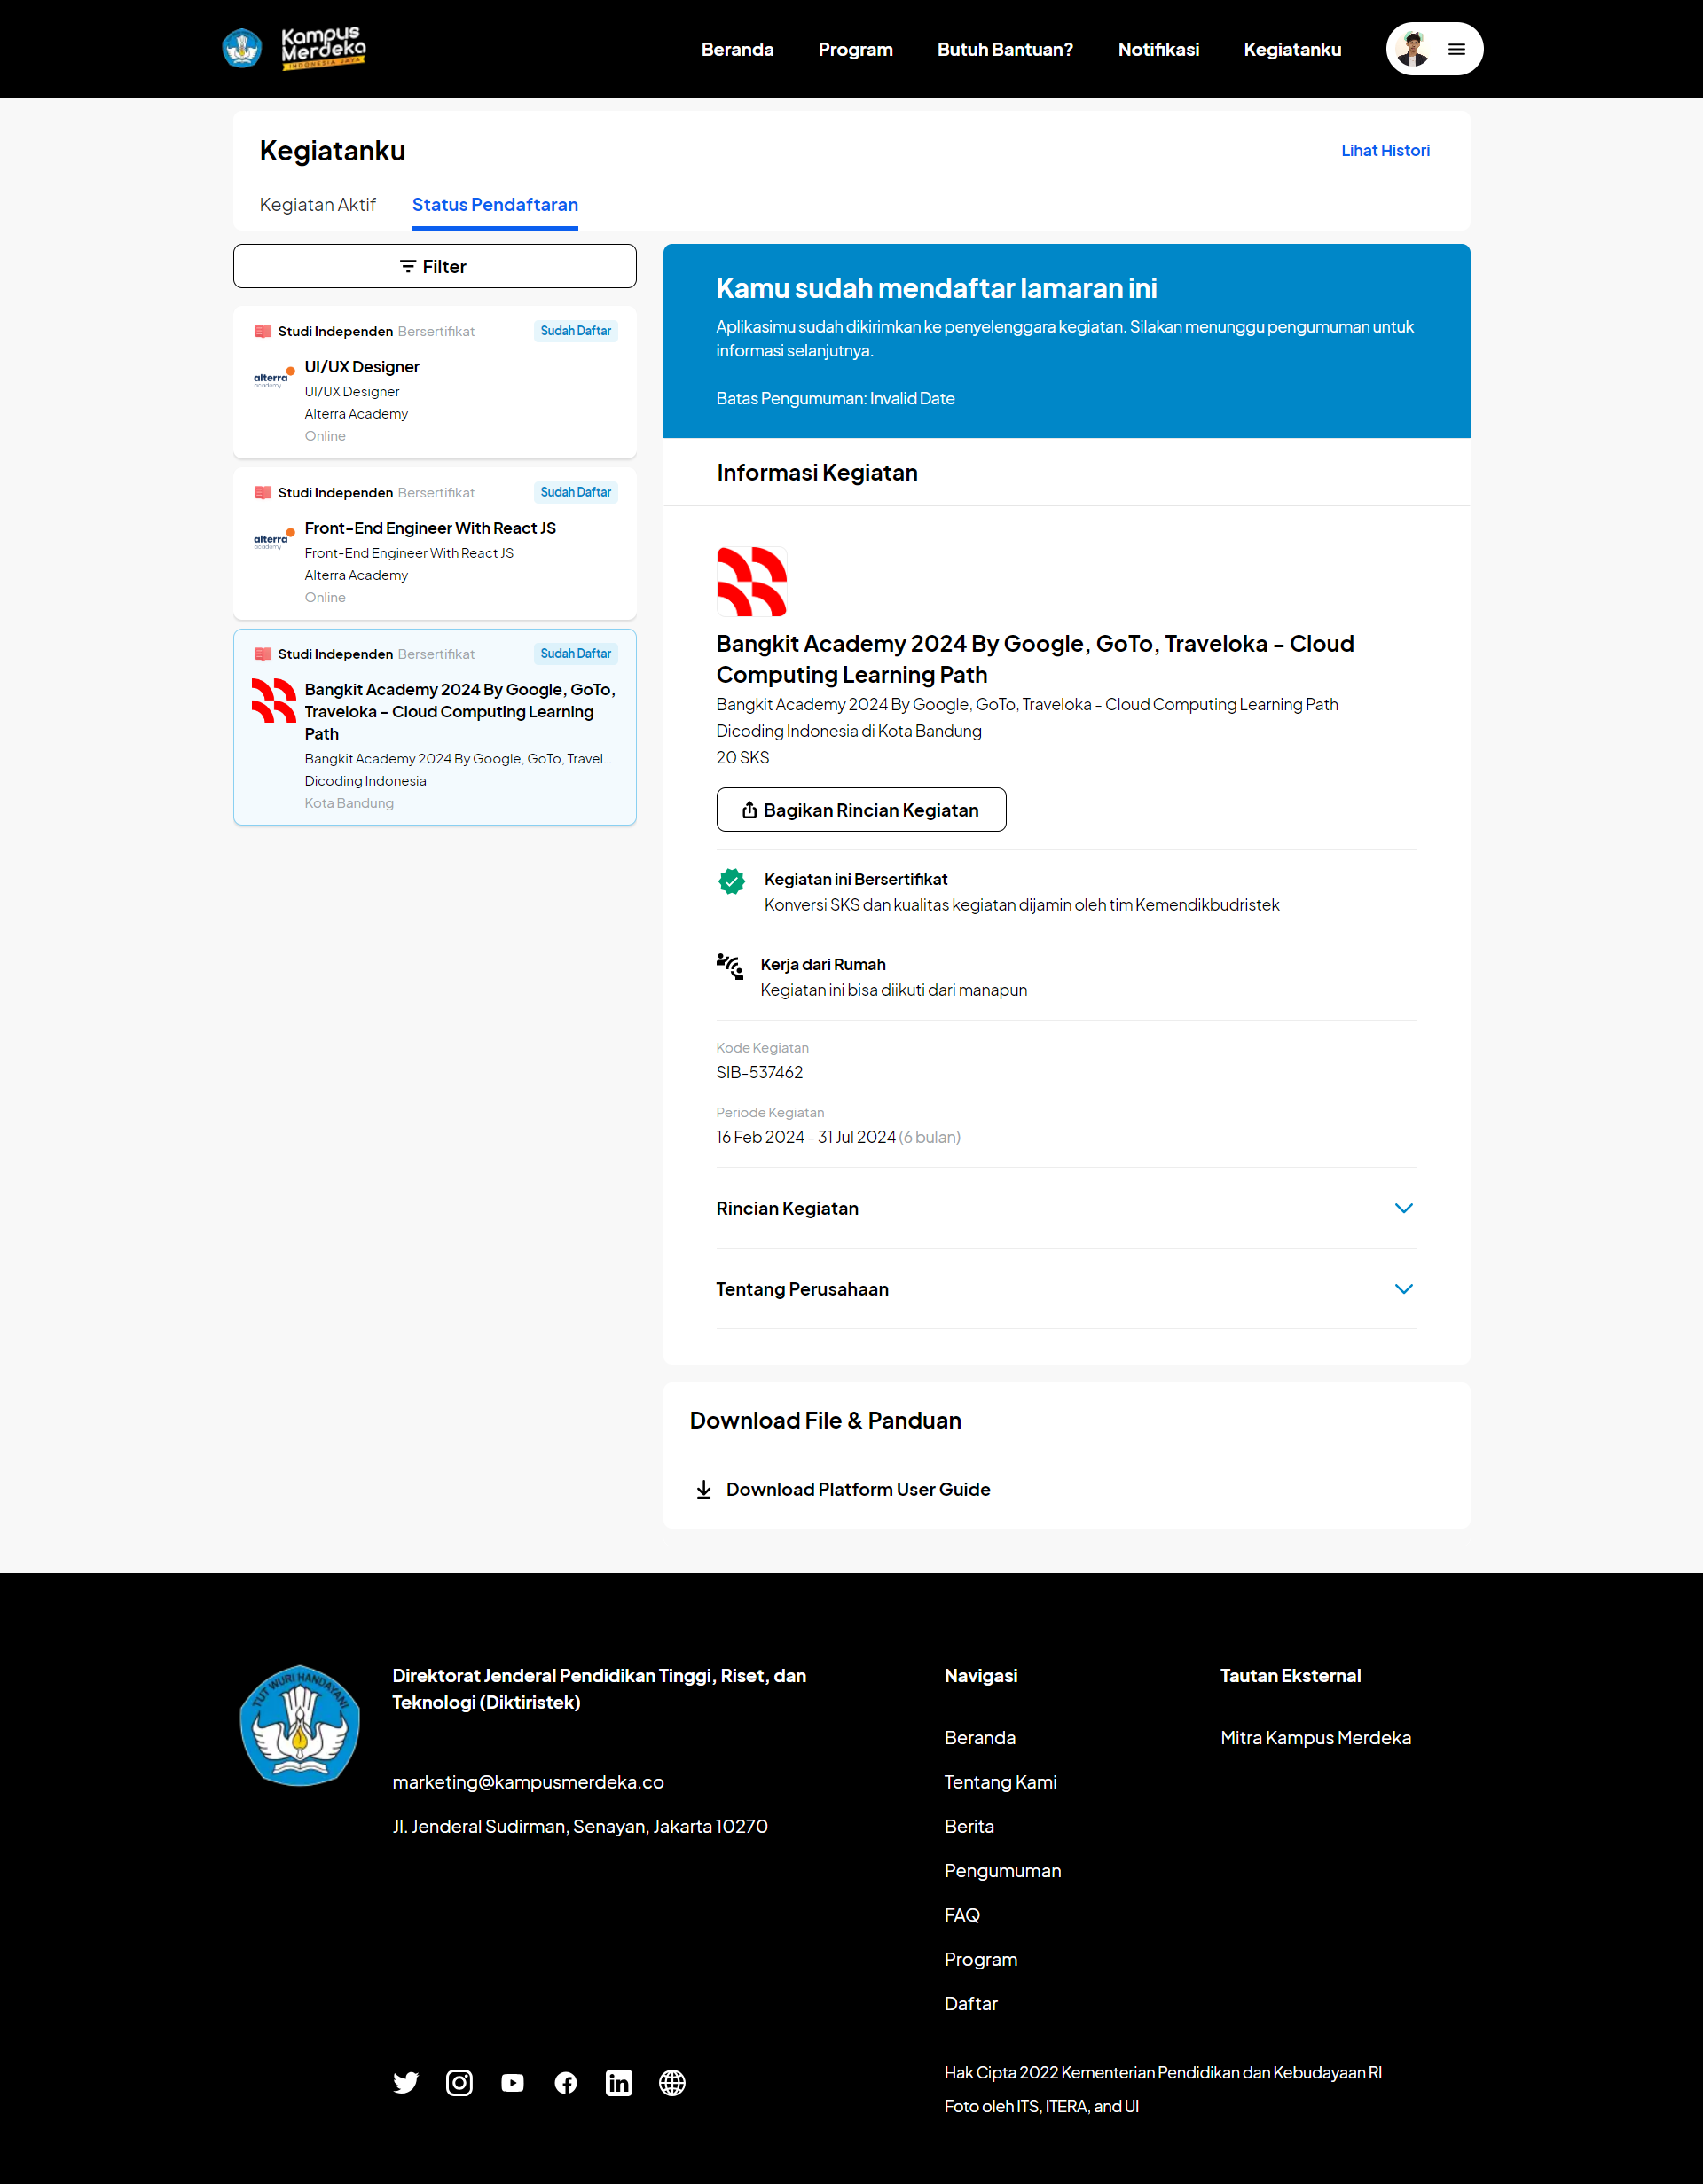 Kampus
Merdeka
INDONESIA JAYA
Beranda
Program
Butuh Bantuan?
Notifikasi
Kegiatanku
Kegiatanku
Lihat Histori
Kegiatan Aktif
Status Pendaftaran
Filter
Studi Independen Bersertifikat
Sudah Daftar
alterra
academy
UI/UX Designer
UI/UX Designer
Alterra Academy
Online
Studi Independen Bersertifikat
Sudah Daftar
alterra
academy
Front-End Engineer With React JS
Front-End Engineer With React JS
Alterra Academy
Online
Studi Independen Bersertifikat
Sudah Daftar
Bangkit Academy 2024 By Google, GoTo,
Traveloka - Cloud Computing Learning
Path
Bangkit Academy 2024 By Google, GoTo, Travel...
Dicoding Indonesia
Kota Bandung
Kamu sudah mendaftar lamaran ini
Aplikasimu sudah dikirimkan ke penyelenggara kegiatan. Silakan menunggu pengumuman untuk
informasi selanjutnya.
Batas Pengumuman: Invalid Date
Informasi Kegiatan
Bangkit Academy 2024 By Google, GoTo, Traveloka - Cloud
Computing Learning Path
Bangkit Academy 2024 By Google, GoTo, Traveloka - Cloud Computing Learning Path
Dicoding Indonesia di Kota Bandung
20 SKS
Bagikan Rincian Kegiatan
Kegiatan ini Bersertifikat
Konversi SKS dan kualitas kegiatan dijamin oleh tim Kemendikbudristek
Kerja dari Rumah
Kegiatan ini bisa diikuti dari manapun
Kode Kegiatan
SIB-537462
Periode Kegiatan
16 Feb 2024 - 31 Jul 2024 (6 bulan)
Rincian Kegiatan
Tentang Perusahaan
Download File & Panduan
Download Platform User Guide
TUT WURI HANDAYANI
Direktorat Jenderal Pendidikan Tinggi, Riset, dan
Teknologi (Diktiristek)
marketing@kampusmerdeka.co
Jl. Jenderal Sudirman, Senayan, Jakarta 10270
Navigasi
Beranda
Tentang Kami
Berita
Pengumuman
FAQ
Program
Daftar
Tautan Eksternal
Mitra Kampus Merdeka
Hak Cipta 2022 Kementerian Pendidikan dan Kebudayaan RI
Foto oleh ITS, ITERA, and UI